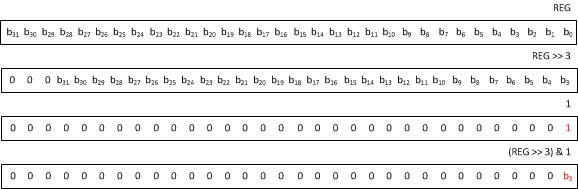 REG
b31 b30 b29 b28 b27 b26 b25 b24 b23 b22 b21 b20 b19 b18 b17 b16 b15 b14 b13 b12 b11 b10 b9 b8 b7 b6 b5 b4 b3 b2 b1 b0
REG >> 3
0 0 0 b31 b30 b29 b28 b27 b26 b25 b24 b23 b22 b21 b20 b19 b18 b17 b16 b15 b14 b13 b12 b11 b10 b9 b8 b7 b6 b5 b4 b3
1
0 0 0 0 0 0 0 0 0 0 0 0 0 0 0 0 0 0 0 0 0 0 0 0 0 0 0 0 0 0 0 1
(REG >> 3) & 1
0 0 0 0 0 0 0 0 0 0 0 0 0 0 0 0 0 0 0 0 0 0 0 0 0 0 0 0 0 0 0 b3